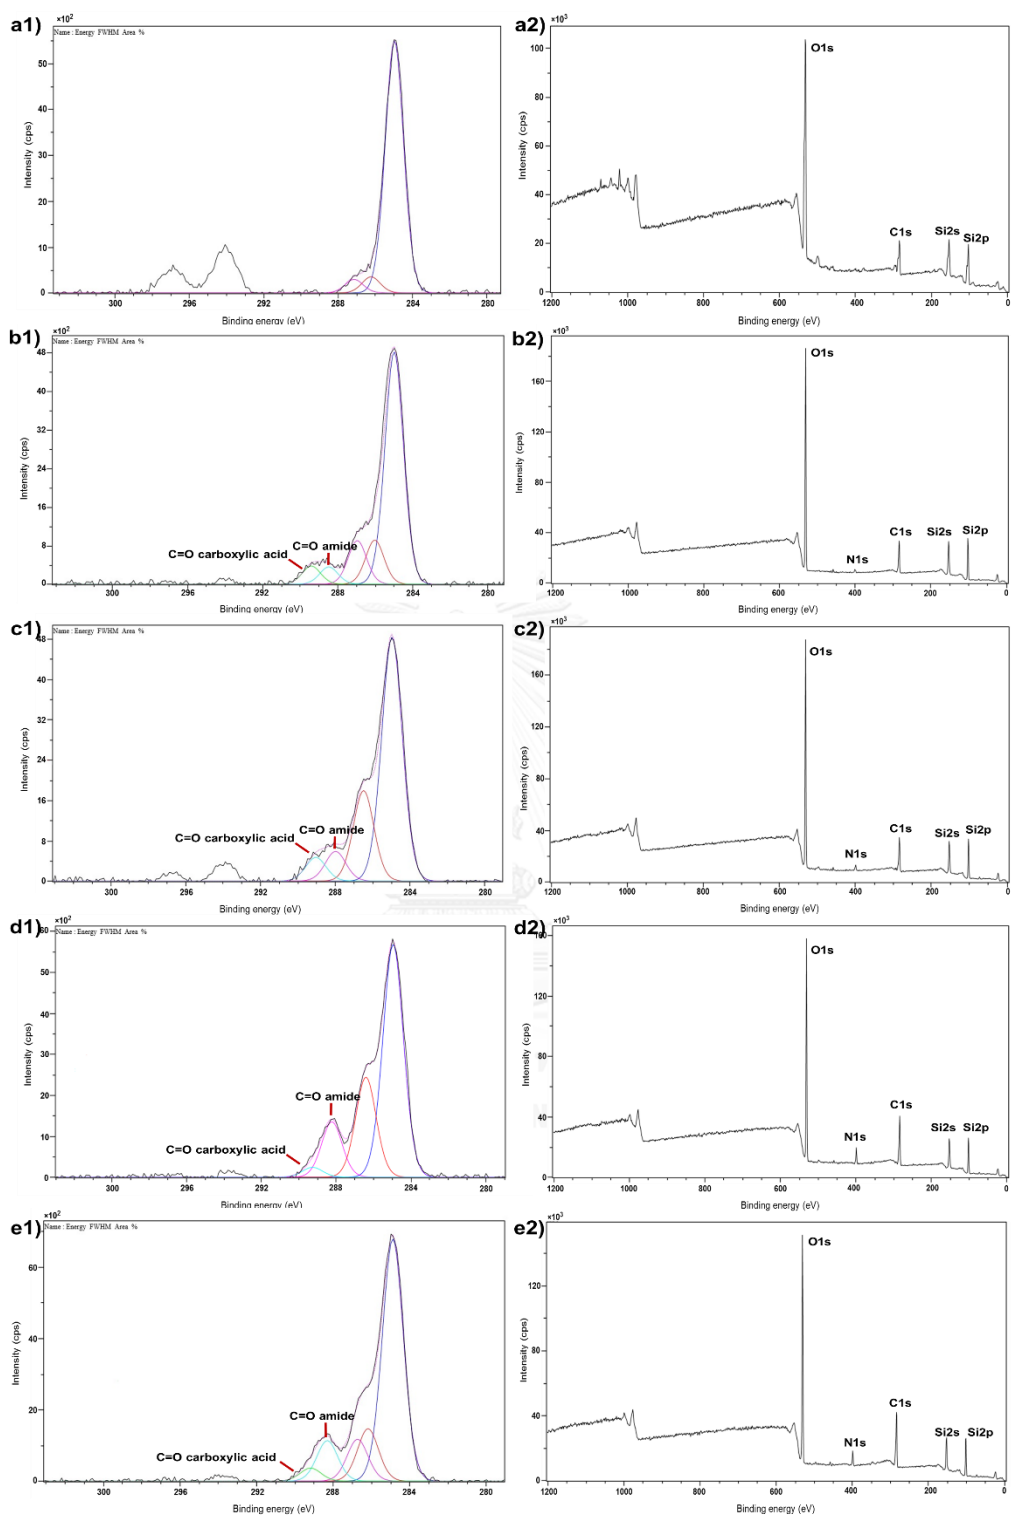 a1)
×10²
Name : Energy FWHM Area %
Intensity (cps)
50
40
30
20
10
0
300
296
292
288
284
280
Binding energy (eV)
a2)
×10³
O1s
C1s
Si2s
Si2p
Intensity (cps)
100
80
60
40
20
0
1200
1000
800
600
400
200
0
Binding energy (eV)
b1)
×10²
Name : Energy FWHM Area %
C=O carboxylic acid
C=O amide
Intensity (cps)
48
40
32
24
16
8
0
300
296
292
288
284
280
Binding energy (eV)
b2)
×10³
O1s
N1s
C1s
Si2s
Si2p
Intensity (cps)
160
120
80
40
0
1200
1000
800
600
400
200
0
Binding energy (eV)
c1)
Name : Energy FWHM Area %
C=O carboxylic acid
C=O amide
Intensity (cps)
48
40
32
24
16
8
0
300
296
292
288
284
280
Binding energy (eV)
c2)
×10³
O1s
N1s
C1s
Si2s
Si2p
Intensity (cps)
160
120
80
40
0
1200
1000
800
600
400
200
0
Binding energy (eV)
d1)
×10²
Name : Energy FWHM Area %
C=O amide
C=O carboxylic acid
Intensity (cps)
60
50
40
30
20
10
0
300
296
292
288
284
280
Binding energy (eV)
d2)
×10³
O1s
N1s
C1s
Si2s
Si2p
Intensity (cps)
160
120
80
40
0
1200
1000
800
600
400
200
0
Binding energy (eV)
e1)
×10²
Name : Energy FWHM Area %
C=O amide
C=O carboxylic acid
Intensity (cps)
60
40
20
0
300
296
292
288
284
280
Binding energy (eV)
e2)
×10³
O1s
N1s
C1s
Si2s
Si2p
Intensity (cps)
120
80
40
0
1200
1000
800
600
400
200
0
Binding energy (eV)